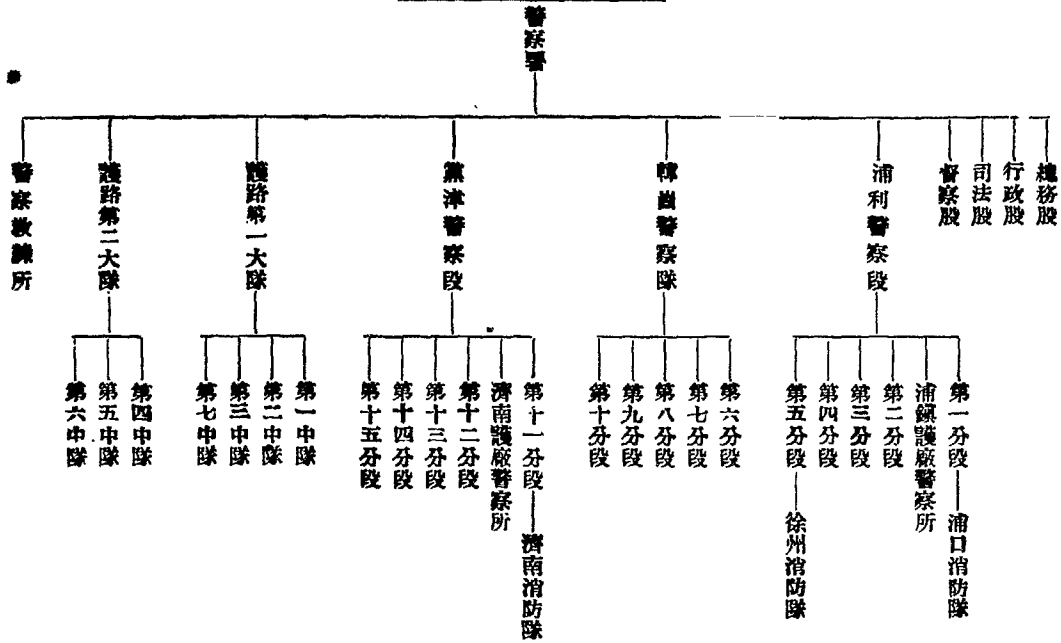 警察署
總務股
行政股
司法股
督察股
浦利警察段
韓莊警察隊
黨津警察段
護路第一大隊
護路第二大隊
警察教練所
第一分段
浦口消防隊
浦鎮護廠警察所
第二分段
第三分段
第四分段
第五分段
徐州消防隊
第六分段
第七分段
第八分段
第九分段
第十分段
第十一分段
濟南消防隊
濟南護廠警察所
第十二分段
第十三分段
第十四分段
第十五分段
第一中隊
第二中隊
第三中隊
第七中隊
第四中隊
第五中隊
第六中隊